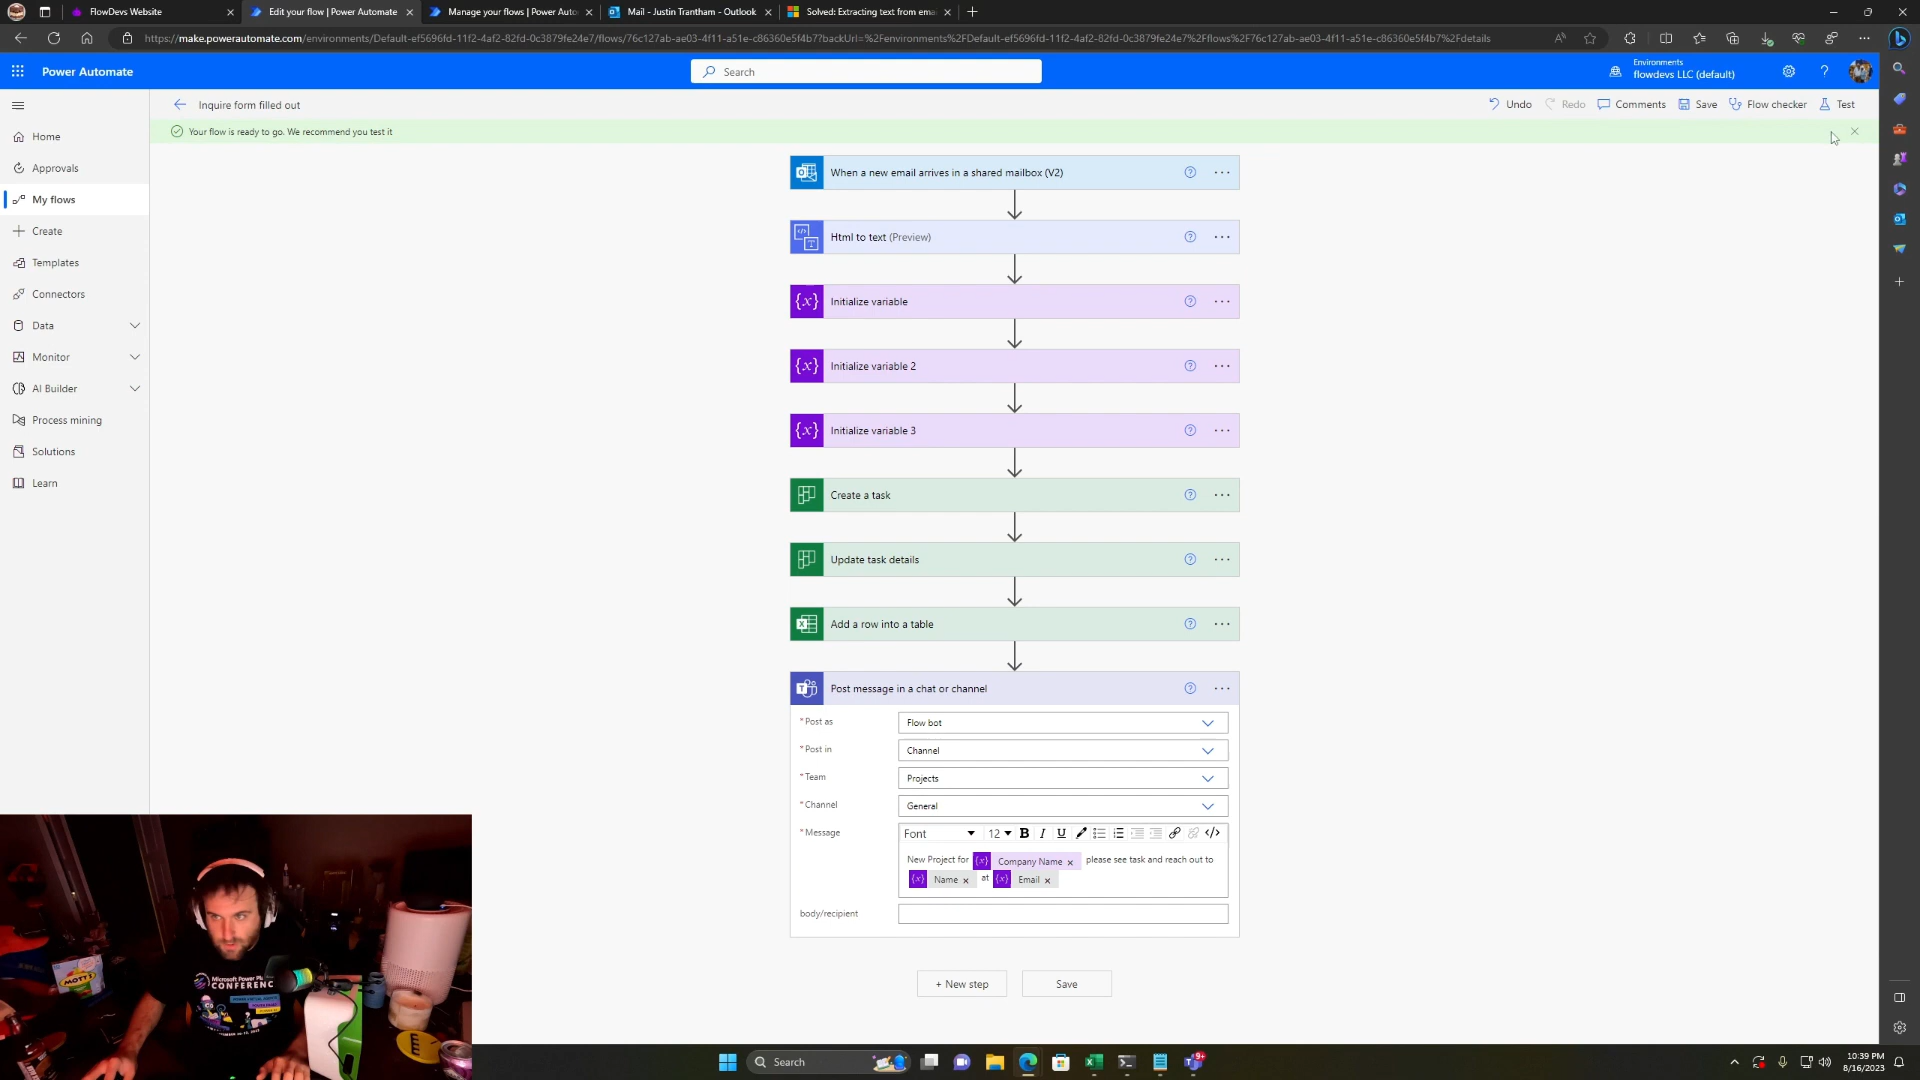 FlowDevs Website
Edit your flow | Power Automate
Manage your flows | Power Auto
Mail - Justin Trantham - Outlook
Solved: Extracting text from ema
https://make.powerautomate.com/environments/Default-ef5696fd-11f2-4af2-82fd-0c3879fe24e7/flows/76c127ab-ae03-4f11-a51e-c86360e5f4b7?backUrl=%2Fenvironments%2FDefault-ef5696fd-11f2-4af2-82fd-0c3879fe24e7%2Fflows%2F76c127ab-ae03-4f11-a51e-c86360e5f4b7%2Fdetails
Power Automate
Search
Environments
flowdevs LLC (default)
Inquire form filled out
Undo
Redo
Comments
Save
Flow checker
Test
Your flow is ready to go. We recommend you test it
Home
Approvals
My flows
Create
Templates
Connectors
Data
Monitor
AI Builder
Process mining
Solutions
Learn
When a new email arrives in a shared mailbox (V2)
Html to text (Preview)
{x} Initialize variable
{x} Initialize variable 2
{x} Initialize variable 3
Create a task
Update task details
Add a row into a table
Post message in a chat or channel
*Post as Flow bot
*Post in Channel
*Team Projects
*Channel General
*Message Font 12 B I U </>
New Project for {x} Company Name × please see task and reach out to
{x} Name × at {x} Email ×
body/recipient
+ New step
Save
MOTT'S
Microsoft Power Pl
CONFERENC
Search
9+
10:39 PM
8/16/2023